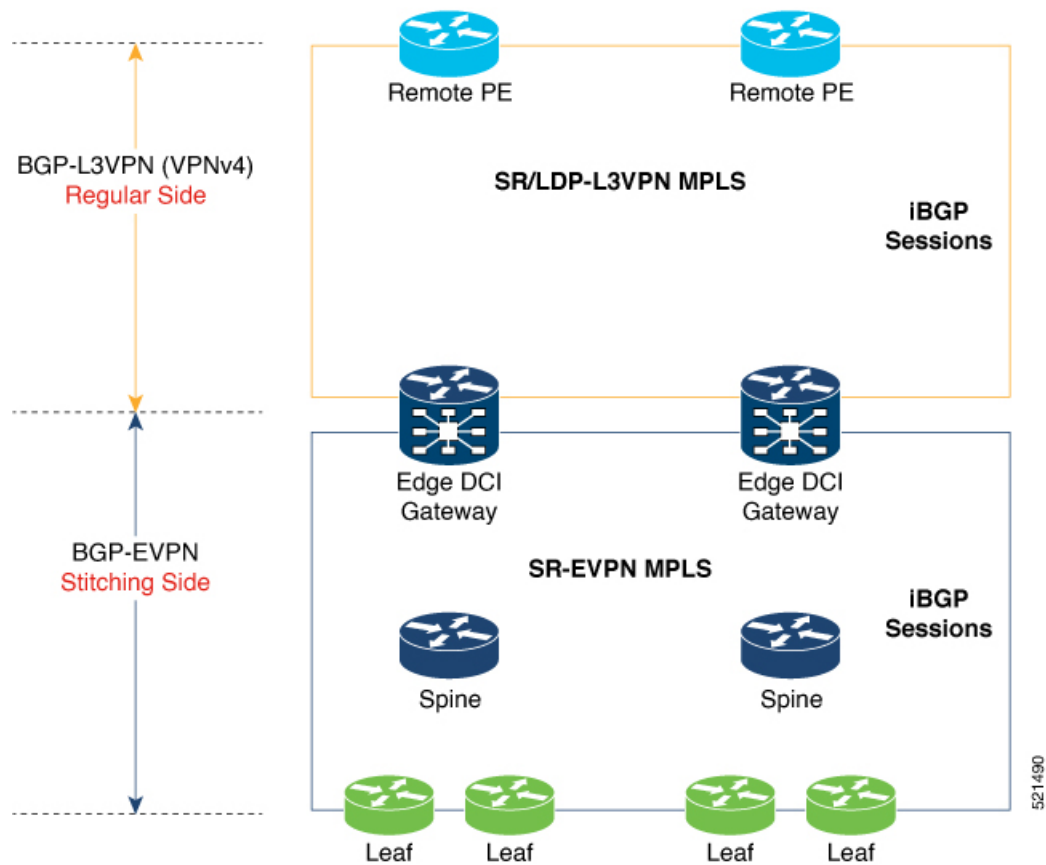 Remote PE
Remote PE
BGP-L3VPN (VPNv4)
Regular Side
SR/LDP-L3VPN MPLS
iBGP
Sessions
Edge DCI
Gateway
Edge DCI
Gateway
BGP-EVPN
Stitching Side
SR-EVPN MPLS
iBGP
Sessions
Spine
Spine
Leaf
Leaf
Leaf
Leaf
521490